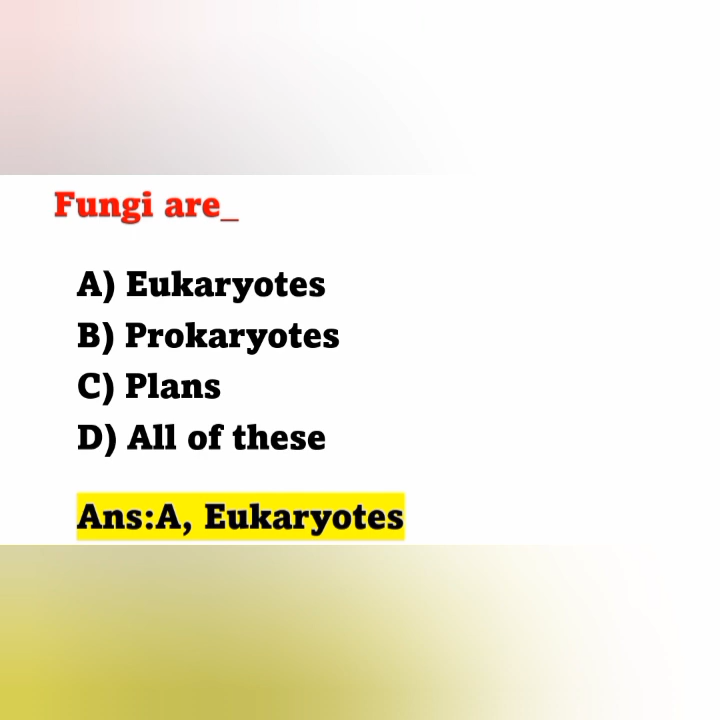 Fungi are_
A) Eukaryotes
B) Prokaryotes
C) Plans
D) All of these
Ans:A, Eukaryotes